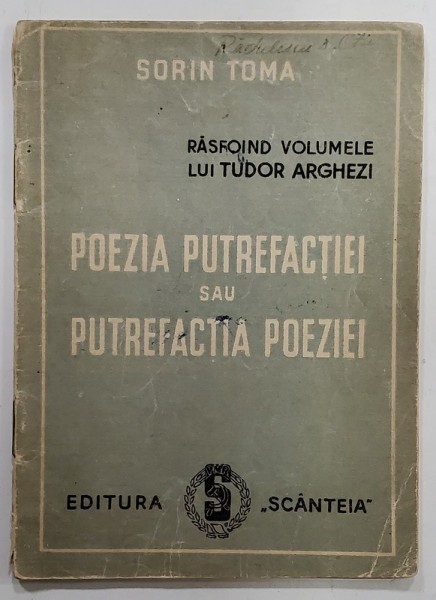 SORIN TOMA
RĂSFOIND VOLUMELE
LUI TUDOR ARGHEZI
POEZIA PUTREFACȚIEI
SAU
PUTREFACȚIA POEZIEI
EDITURA S „SCÂNTEIA"